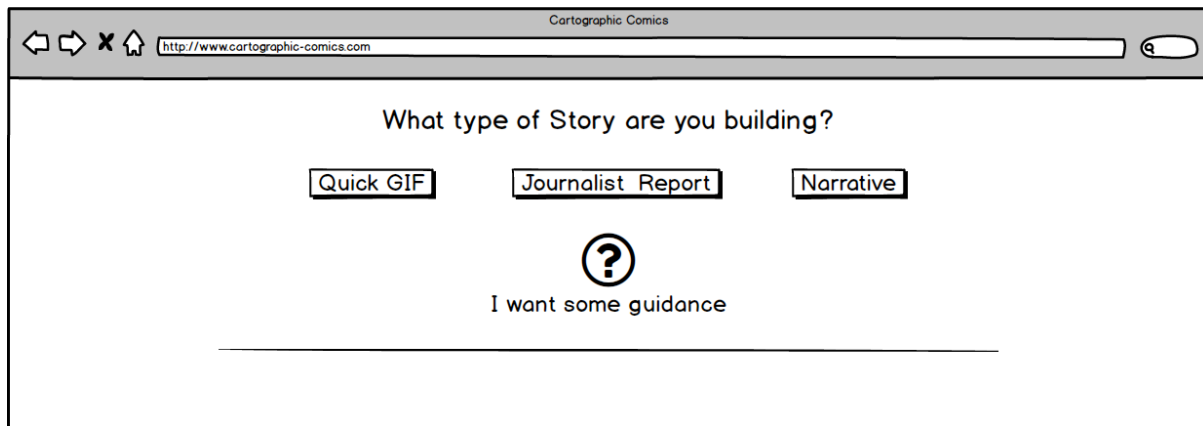 Cartographic Comics
http://www.cartographic-comics.com
What type of Story are you building?
Quick GIF
Journalist Report
Narrative
?
I want some guidance